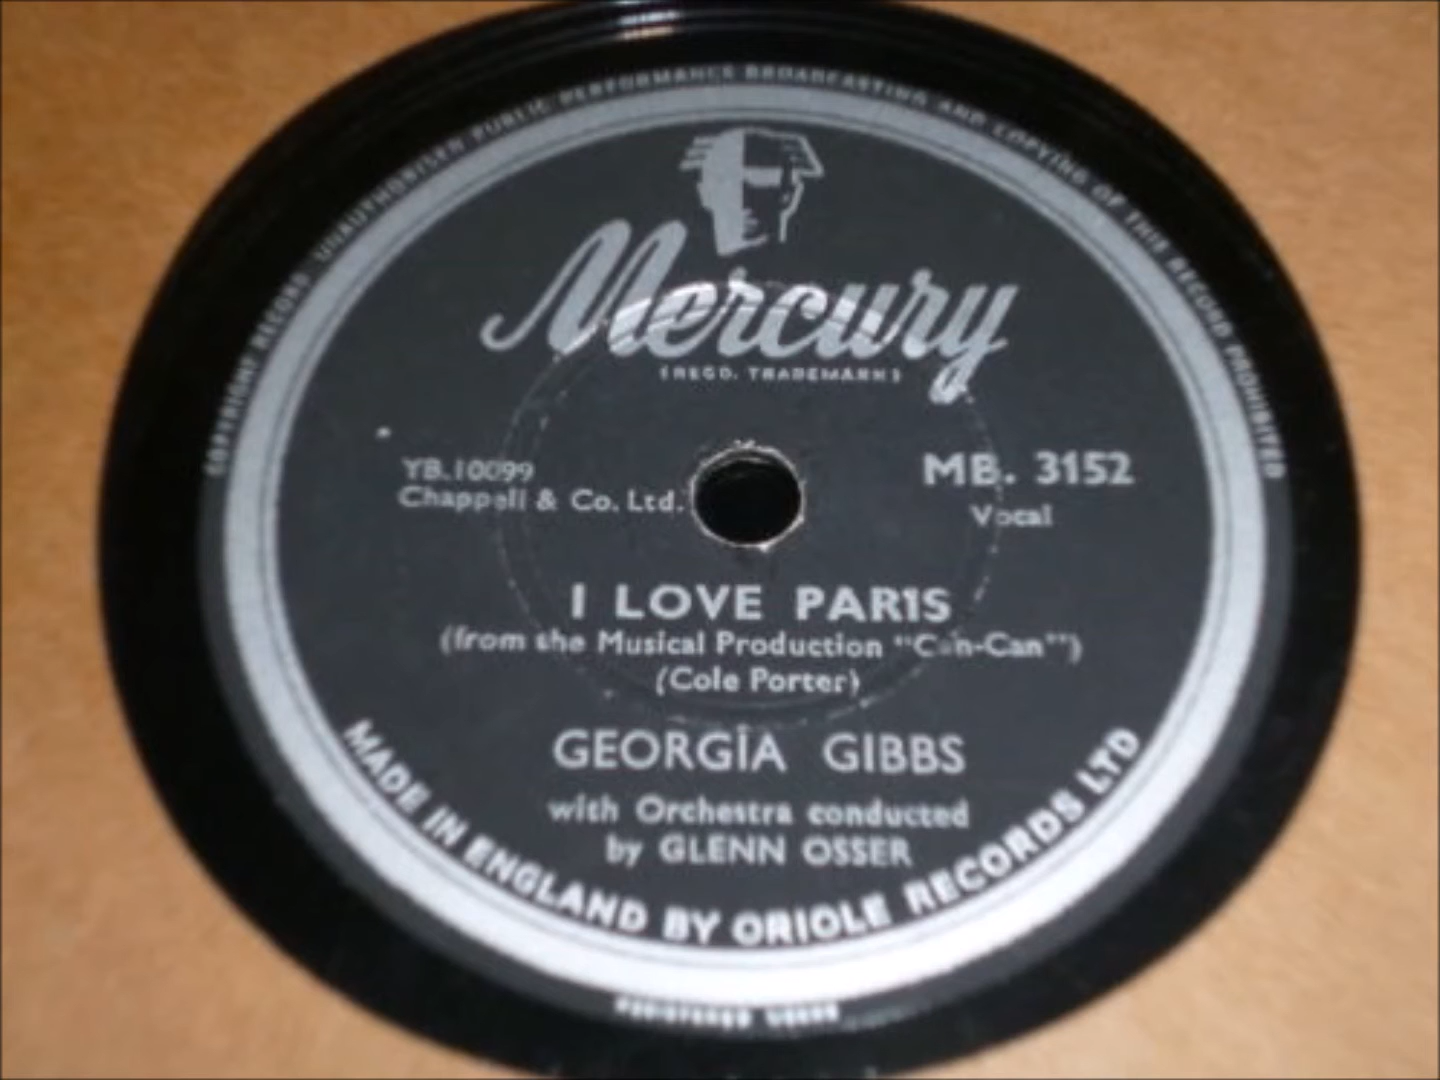 COPYRIGHT RECORD. UNAUTHORISED PUBLIC PERFORMANCE BROADCASTING AND COPYING OF THIS RECORD PROHIBITED
Mercury
(REGD. TRADEMARK)
YB.10099
Chappell & Co. Ltd.
MB. 3152
Vocal
I LOVE PARIS
(from the Musical Production "Can-Can")
(Cole Porter)
GEORGIA GIBBS
with Orchestra conducted
by GLENN OSSER
MADE IN ENGLAND BY ORIOLE RECORDS LTD
REGISTERED USERS